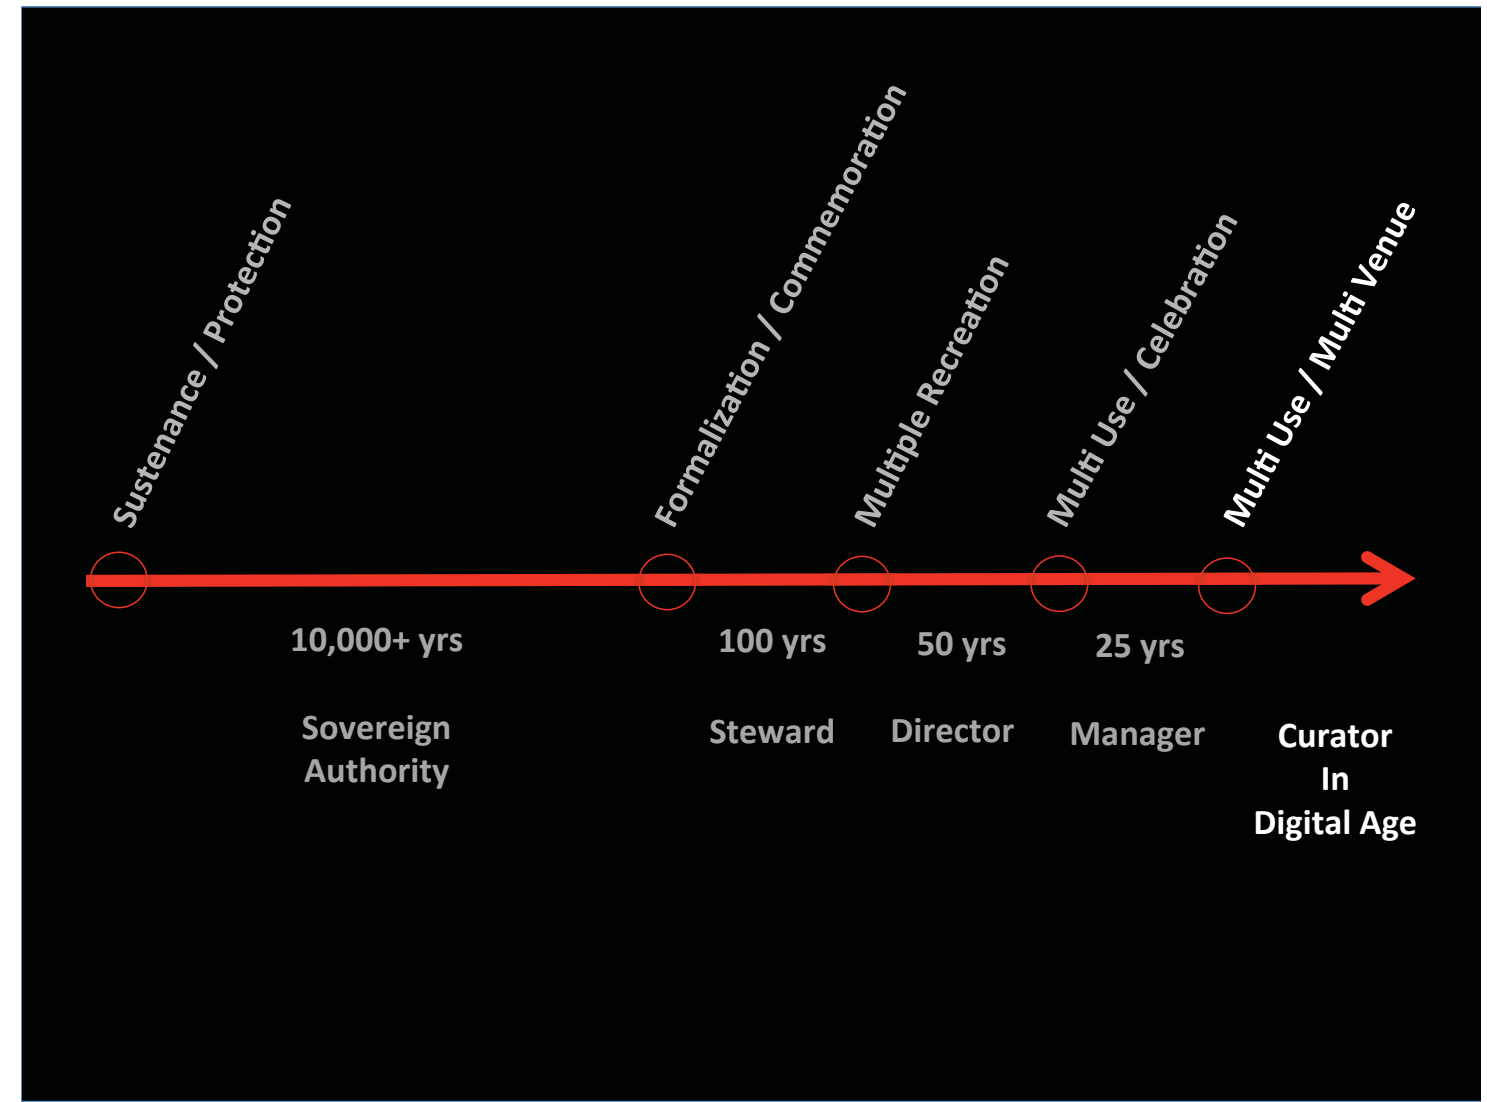 Sustenance / Protection
Formalization / Commemoration
Multiple Recreation
Multi Use / Celebration
Multi Use / Multi Venue
10,000+ yrs
100 yrs
50 yrs
25 yrs
Sovereign
Authority
Steward
Director
Manager
Curator
In
Digital Age